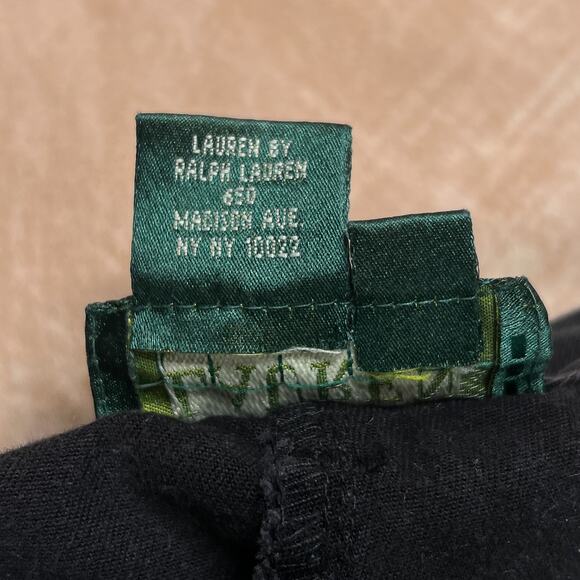 LAUREN BY
RALPH LAUREN
650
MADISON AVE.
NY NY 10022